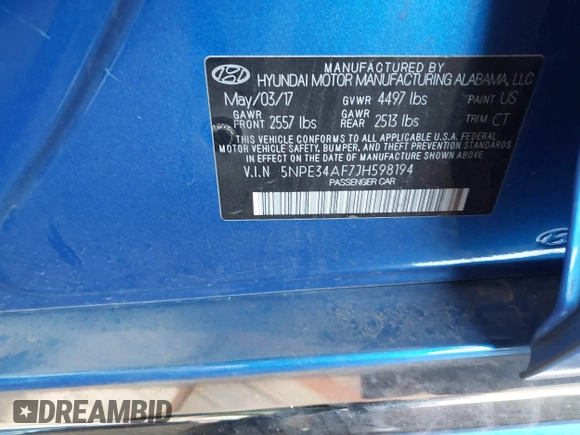 MANUFACTURED BY
HYUNDAI MOTOR MANUFACTURING ALABAMA, LLC
May/03/17 GVWR 4497 lbs PAINT US
GAWR FRONT 2557 lbs GAWR REAR 2513 lbs TRIM CT
THIS VEHICLE CONFORMS TO ALL APPLICABLE U.S.A. FEDERAL
MOTOR VEHICLE SAFETY, BUMPER, AND THEFT PREVENTION STANDARDS
IN EFFECT ON THE DATE OF MANUFACTURE SHOWN ABOVE.
V.I.N 5NPE34AF7JH598194
PASSENGER CAR
DREAMBID